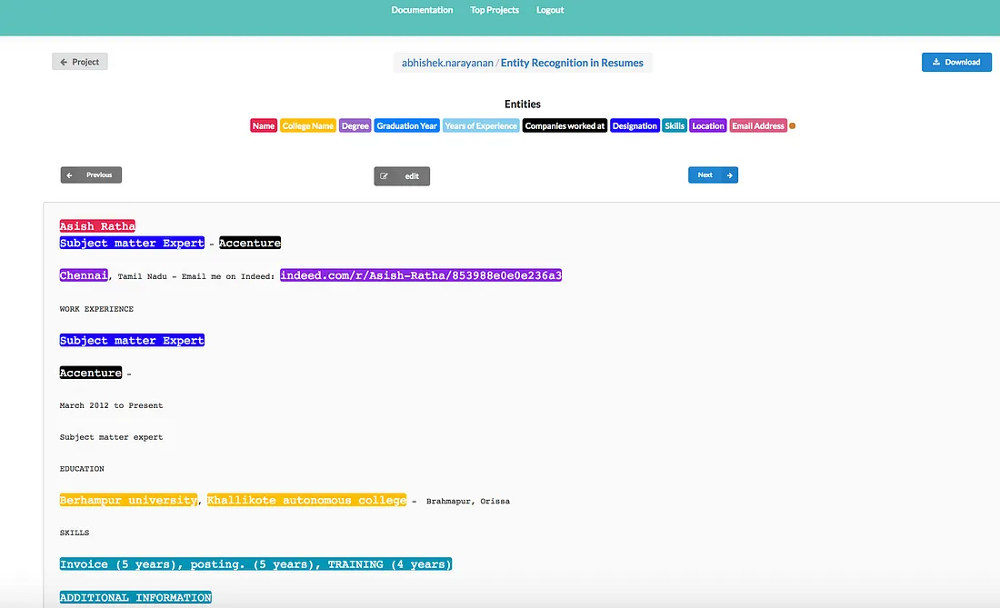 Documentation Top Projects Logout
← Project
abhishek.narayanan / Entity Recognition in Resumes
Download
Entities
Name College Name Degree Graduation Year Years of Experience Companies worked at Designation Skills Location Email Address
← Previous
edit
Next →
Asish Ratha
Subject matter Expert - Accenture
Chennai, Tamil Nadu - Email me on Indeed: indeed.com/r/Asish-Ratha/853988e0e0e236a3
WORK EXPERIENCE
Subject matter Expert
Accenture -
March 2012 to Present
Subject matter expert
EDUCATION
Berhampur university, Khallikote autonomous college - Brahmapur, Orissa
SKILLS
Invoice (5 years), posting. (5 years), TRAINING (4 years)
ADDITIONAL INFORMATION